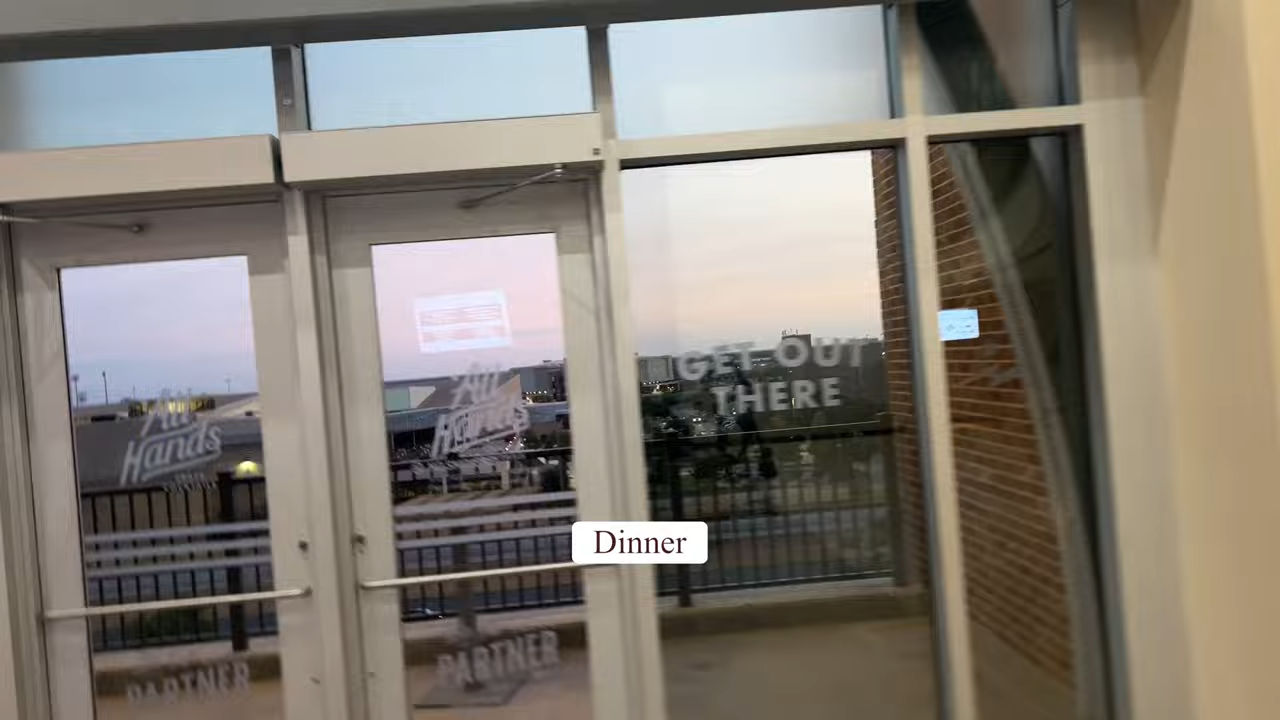 All
Hands
All
Hands
GET OUT
THERE
Dinner
PARTNER
PARTNER